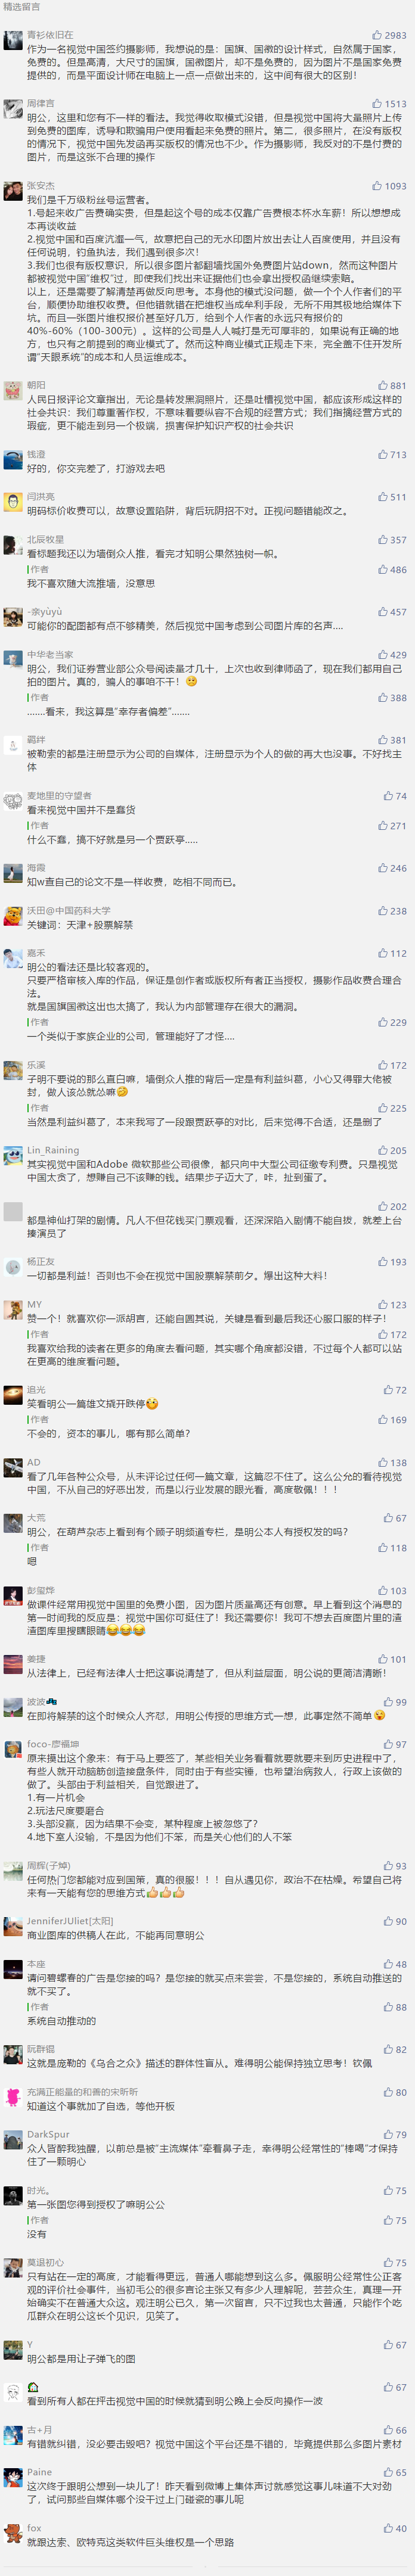 精选留言
青衫依旧在 2983
作为一名视觉中国签约摄影师，我想说的是：国旗、国徽的设计样式，自然属于国家，
免费的。但是高清，大尺寸的国旗，国徽图片，却不是免费的，因为图片不是国家免费
提供的，而是平面设计师在电脑上一点一点做出来的，这中间有很大的区别！
周律言 1513
明公，这里和您有不一样的看法。我觉得收取模式没错，但是视觉中国将大量照片上传
到免费的图库，诱导和欺骗用户使用看起来免费的照片。第二，很多照片，在没有版权
的情况下，视觉中国先发函再买版权的情况也不少。作为摄影师，我反对的不是付费的
图片，而是这张不合理的操作
张安杰 1093
我们是千万级粉丝号运营者。
1.号起来收广告费确实贵，但是起这个号的成本仅靠广告费根本杯水车薪！所以想想成
本再谈收益
2.视觉中国和百度沆瀣一气，故意把自己的无水印图片放出去让人百度使用，并且没有
任何说明，钓鱼执法，我们遇到很多次！
3.我们也很有版权意识，所以很多图片都翻墙找国外免费图片站down，然而这种图片
都被视觉中国“维权”过，即使我们找出来证据他们也会拿出授权函继续索赔。
以上，还是需要了解清楚再做反向思考。本身他的模式没问题，做一个个人作者们的平
台，顺便协助维权收费。但他错就错在把维权当成牟利手段，无所不用其极地给媒体下
坑。而且一张图片维权报价甚至好几万，给到个人作者的永远只有报价的
40%-60%（100-300元）。这样的公司是人人喊打是无可厚非的，如果说有正确的地
方，也只有之前提到的商业模式了。然而这种商业模式正规走下来，完全盖不住开发所
谓“天眼系统”的成本和人员运维成本。
朝阳 881
人民日报评论文章指出，无论是转发黑洞照片，还是吐槽视觉中国，都应该形成这样的
社会共识：我们尊重著作权，不意味着要纵容不合规的经营方式；我们指摘经营方式的
瑕疵，更不能走到另一个极端，损害保护知识产权的社会共识
钱澄 713
好的，你交完差了，打游戏去吧
闫洪亮 511
明码标价收费可以，故意设置陷阱，背后玩阴招不对。正视问题错能改之。
北辰牧星 357
看标题我还以为墙倒众人推，看完才知明公果然独树一帜。
作者 486
我不喜欢随大流推墙，没意思
-余yùyù 457
可能你的配图都有点不够精美，然后视觉中国考虑到公司图片库的名声....
中华老当家 429
明公，我们证券营业部公众号阅读量才几十，上次也收到律师函了，现在我们都用自己
拍的图片。真的，骗人的事咱不干！
作者 388
.......看来，我这算是“幸存者偏差”.......
羁绊 381
被勒索的都是注册显示为公司的自媒体，注册显示为个人的做的再大也没事。不好找主
体
麦地里的守望者 74
看来视觉中国并不是蠢货
作者 271
什么不蠢，搞不好就是另一个贾跃亭.....
海霞 246
知w查自己的论文不是一样收费，吃相不同而已。
沃田@中国药科大学 238
关键词：天津+股票解禁
嘉禾 112
明公的看法还是比较客观的。
只要严格审核入库的作品，保证是创作者或版权所有者正当授权，摄影作品收费合理合
法。
就是国旗国徽这出也太搞了，我认为内部管理存在很大的漏洞。
作者 229
一个类似于家族企业的公司，管理能好了才怪....
乐溪 172
子明不要说的那么直白嘛，墙倒众人推的背后一定是有利益纠葛，小心又得罪大佬被
封，做人该怂就怂嘛
作者 225
当然是利益纠葛了，本来我写了一段跟贾跃亭的对比，后来觉得不合适，还是删了
Lin_Raining 205
其实视觉中国和Adobe 微软那些公司很像，都只向中大型公司征缴专利费。只是视觉
中国太贪了，想赚自己不该赚的钱。结果步子迈大了，咔，扯到蛋了。
202
都是神仙打架的剧情。凡人不但花钱买门票观看，还深深陷入剧情不能自拔，就差上台
揍演员了
杨正友 193
一切都是利益！否则也不会在视觉中国股票解禁前夕。爆出这种大料！
MY 123
赞一个！就喜欢你一派胡言，还能自圆其说，关键是看到最后我还心服口服的样子！
作者 172
我喜欢给我的读者在更多的角度去看问题，其实哪个角度都没错，不过每个人都可以站
在更高的维度看问题。
追光 72
笑看明公一篇雄文撬开跌停
作者 169
不会的，资本的事儿，哪有那么简单？
AD 138
看了几年各种公众号，从未评论过任何一篇文章，这篇忍不住了。这么公允的看待视觉
中国，不从自己的好恶出发，而是以行业发展的眼光看，高度敬佩！！！
大荒 67
明公，在葫芦杂志上看到有个顾子明频道专栏，是明公本人有授权发的吗？
作者 118
嗯
彭玺烨 103
做课件经常用视觉中国里的免费小图，因为图片质量高还有创意。早上看到这个消息的
第一时间我的反应是：视觉中国你可挺住了！我还需要你！我可不想去百度图片里的渣
渣图库里搜瞎眼睛
姜捷 101
从法律上，已经有法律人士把这事说清楚了，但从利益层面，明公说的更简洁清晰！
波波 99
在即将解禁的这个时候众人齐怼，用明公传授的思维方式一想，此事定然不简单
foco-廖福坤 97
原来摸出这个象来：有于马上要签了，某些相关业务看着就要就要来到历史进程中了，
有些人就开动脑筋创造接盘条件，同时由于有些实锤，也希望治病救人，行政上该做的
做了。头部由于利益相关，自觉跟进了。
1.有一片机会
2.玩法尺度要磨合
3.头部没赢，因为结果不会变，某种程度上被忽悠了？
4.地下室人没输，不是因为他们不笨，而是关心他们的人不笨
周辉(子焯) 93
任何热门您都能对应到国策，真的很服！！！自从遇见你，政治不在枯燥。希望自己将
来有一天能有您的思维方式
JenniferJUliet[太阳] 90
商业图库的供稿人在此，不能再同意明公
本座 48
请问碧螺春的广告是您接的吗？是您接的就买点来尝尝，不是您接的，系统自动推送的
就不买了。
作者 88
系统自动推动的
阮群锟 82
这就是庞勒的《乌合之众》描述的群体性盲从。难得明公能保持独立思考！钦佩
充满正能量的和善的宋昕昕 80
知道这个事就加了自选，等他开板
DarkSpur 79
众人皆醉我独醒，以前总是被“主流媒体”牵着鼻子走，幸得明公经常性的“棒喝”才保持
住了一颗明心
时光。 75
第一张图您得到授权了嘛明公公
作者 75
没有
莫退初心 75
只有站在一定的高度，才能看得更远，普通人哪能想到这么多。佩服明公经常性公正客
观的评价社会事件，当初毛公的很多言论主张又有多少人理解呢，芸芸众生，真理一开
始确实不在普通大众这。观注明公已久，第一次留言，只不过我也太普通，只能作个吃
瓜群众在明公这长个见识，见笑了。
Y 67
明公都是用让子弹飞的图
67
看到所有人都在抨击视觉中国的时候就猜到明公晚上会反向操作一波
古+月 66
有错就纠错，没必要击毁吧？视觉中国这个平台还是不错的，毕竟提供那么多图片素材
Paine 65
这次终于跟明公想到一块儿了！昨天看到微博上集体声讨就感觉这事儿味道不大对劲
了，试问那些自媒体哪个没干过上门碰瓷的事儿呢
fox 40
就跟达索、欧特克这类软件巨头维权是一个思路